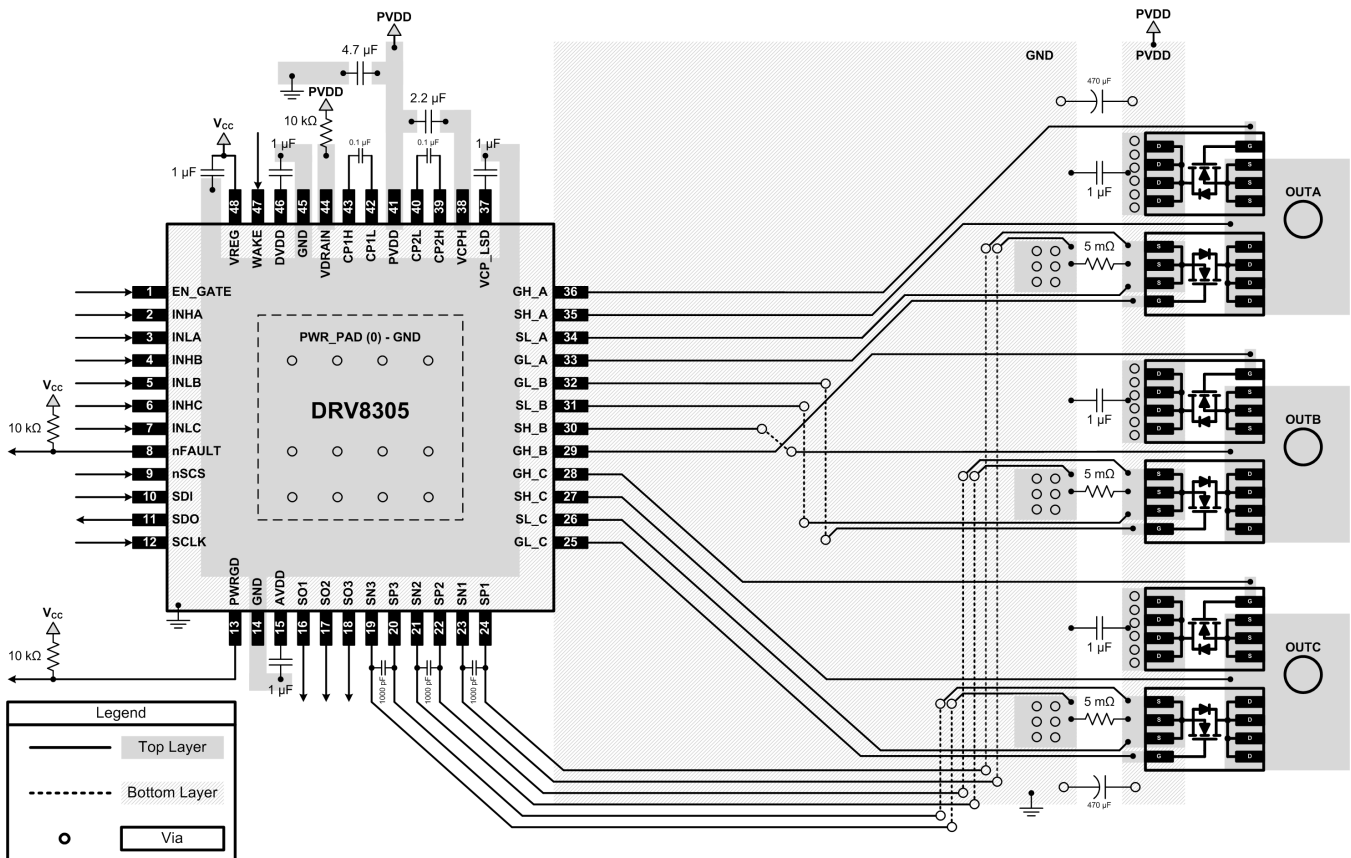 PVDD
PVDD
4.7 µF
GND
PVDD
470 µF
PVDD
2.2 µF
10 kΩ
V_CC
1 µF
0.1 µF
0.1 µF
1 µF
1 µF
48 47 46 45 44 43 42 41 40 39 38 37
VREG
WAKE
DVDD
GND
VDRAIN
CP1H
CP1L
PVDD
CP2L
CP2H
VCPH
VCP_LSD
1 EN_GATE
2 INHA
3 INLA
4 INHB
5 INLB
6 INHC
7 INLC
8 nFAULT
9 nSCS
10 SDI
11 SDO
12 SCLK
V_CC
10 kΩ
PWR_PAD (0) - GND
DRV8305
GH_A 36
SH_A 35
SL_A 34
GL_A 33
GL_B 32
SL_B 31
SH_B 30
GH_B 29
GH_C 28
SH_C 27
SL_C 26
GL_C 25
PWRGD
GND
AVDD
SO1
SO2
SO3
SN3
SP3
SN2
SP2
SN1
SP1
13 14 15 16 17 18 19 20 21 22 23 24
V_CC
10 kΩ
1 µF
1000 pF
1000 pF
1000 pF
1 µF
D G
D S
D S
D S
OUTA
5 mΩ
S D
S D
S D
G D
1 µF
D G
D S
D S
D S
OUTB
5 mΩ
S D
S D
S D
G D
1 µF
D G
D S
D S
D S
OUTC
5 mΩ
S D
S D
S D
G D
470 µF
Legend
Top Layer
Bottom Layer
Via